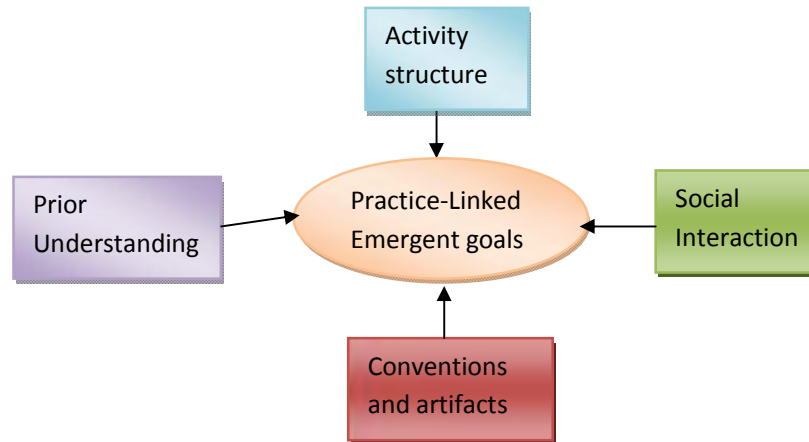 Activity
structure
Prior
Understanding
Practice-Linked
Emergent goals
Social
Interaction
Conventions
and artifacts